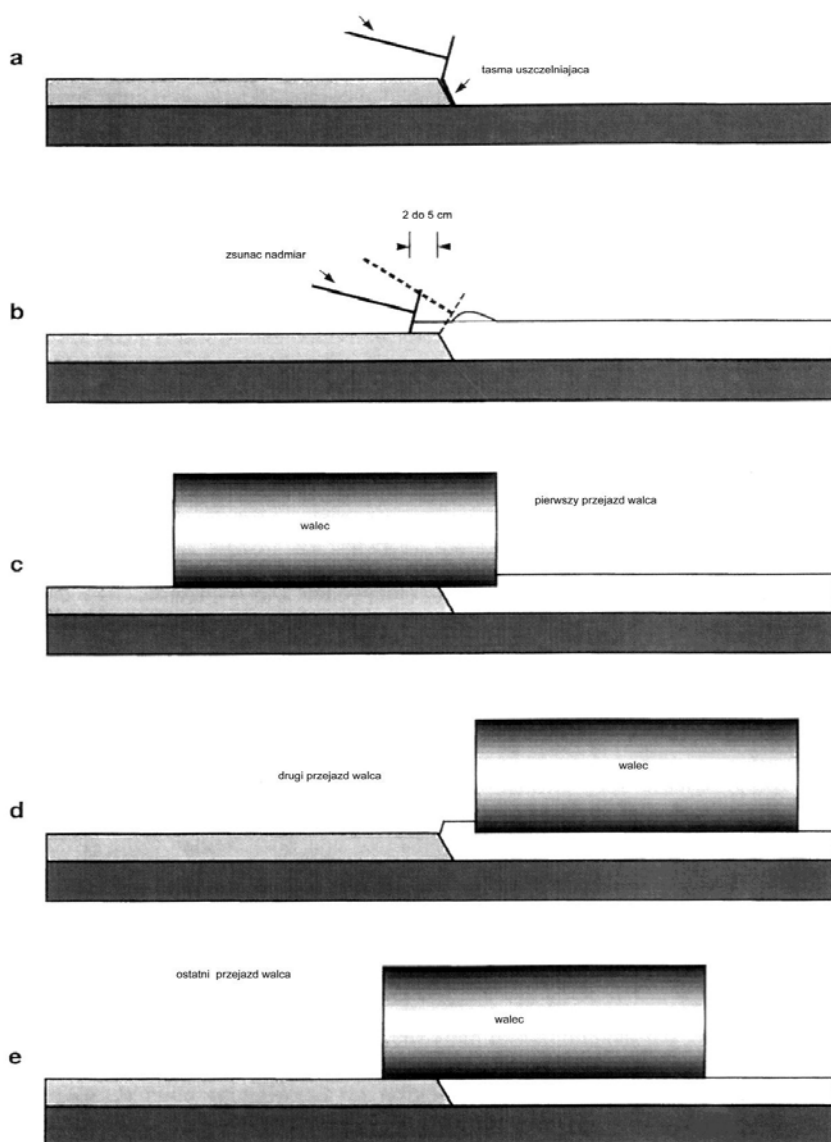 a
tasma uszczelniajaca
2 do 5 cm
zsunac nadmiar
b
pierwszy przejazd walca
walec
c
walec
drugi przejazd walca
d
ostatni przejazd walca
walec
e